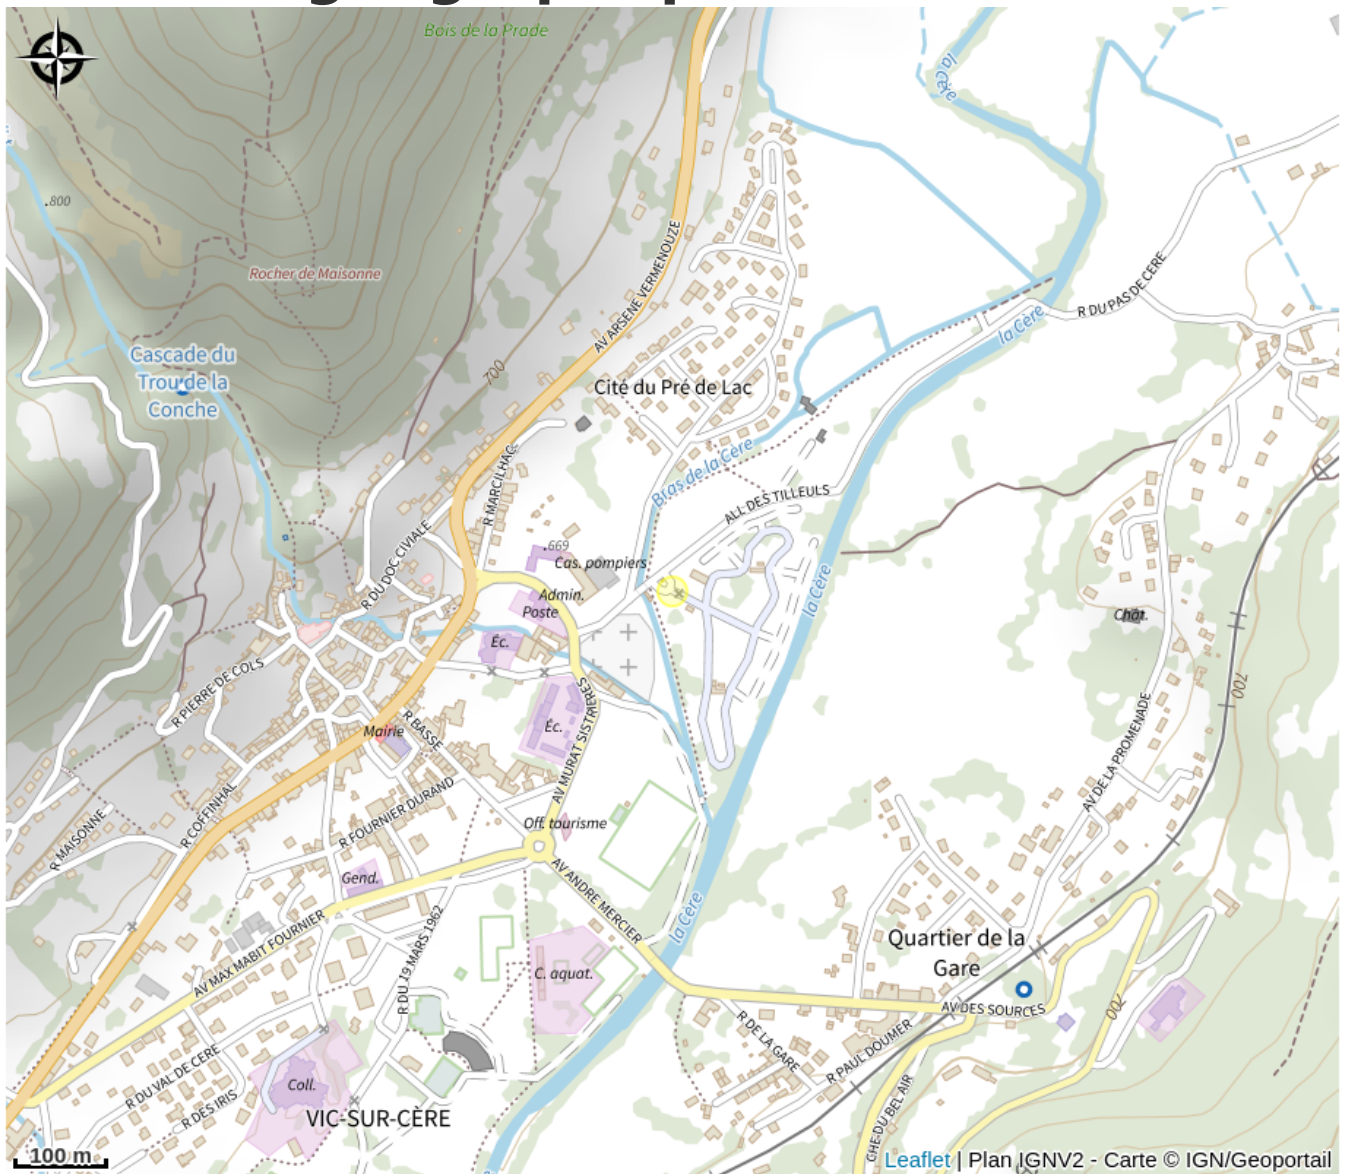 Bois de la Prade
la Cère
.800
Rocher de Maisonne
AV ARSENE VERMENOUZE
R DU PAS DE CERE
la Cère
Cascade du
Trou de la
Conche
700
Cité du Pré de Lac
R MARCILHAC
Bras de la Cère
ALL DES TILLEULS
R DU DOC CIVIALE
.669
Cas. pompiers
la Cère
Admin.
Poste
Éc.
Chât.
R PIERRE DE COLS
700
Éc.
R BASSE
Mairie
AV MURAT SISTRIERES
AV DE LA PROMENADE
R COFFINHAL
R MAISONNE
R FOURNIER DURAND
Off. tourisme
Gend.
AV ANDRE MERCIER
la Cère
AV MAX MABIT FOURNIER
R DU 19 MARS 1962
Quartier de la
Gare
C. aquat.
AV DES SOURCES
700
R DE LA GARE
R PAUL DOUMER
R DU VAL DE CERE
Coll.
R DES IRIS
VIC-SUR-CÈRE
CHE DU BEL AIR
100 m
Leaflet | Plan IGNV2 - Carte © IGN/Geoportail